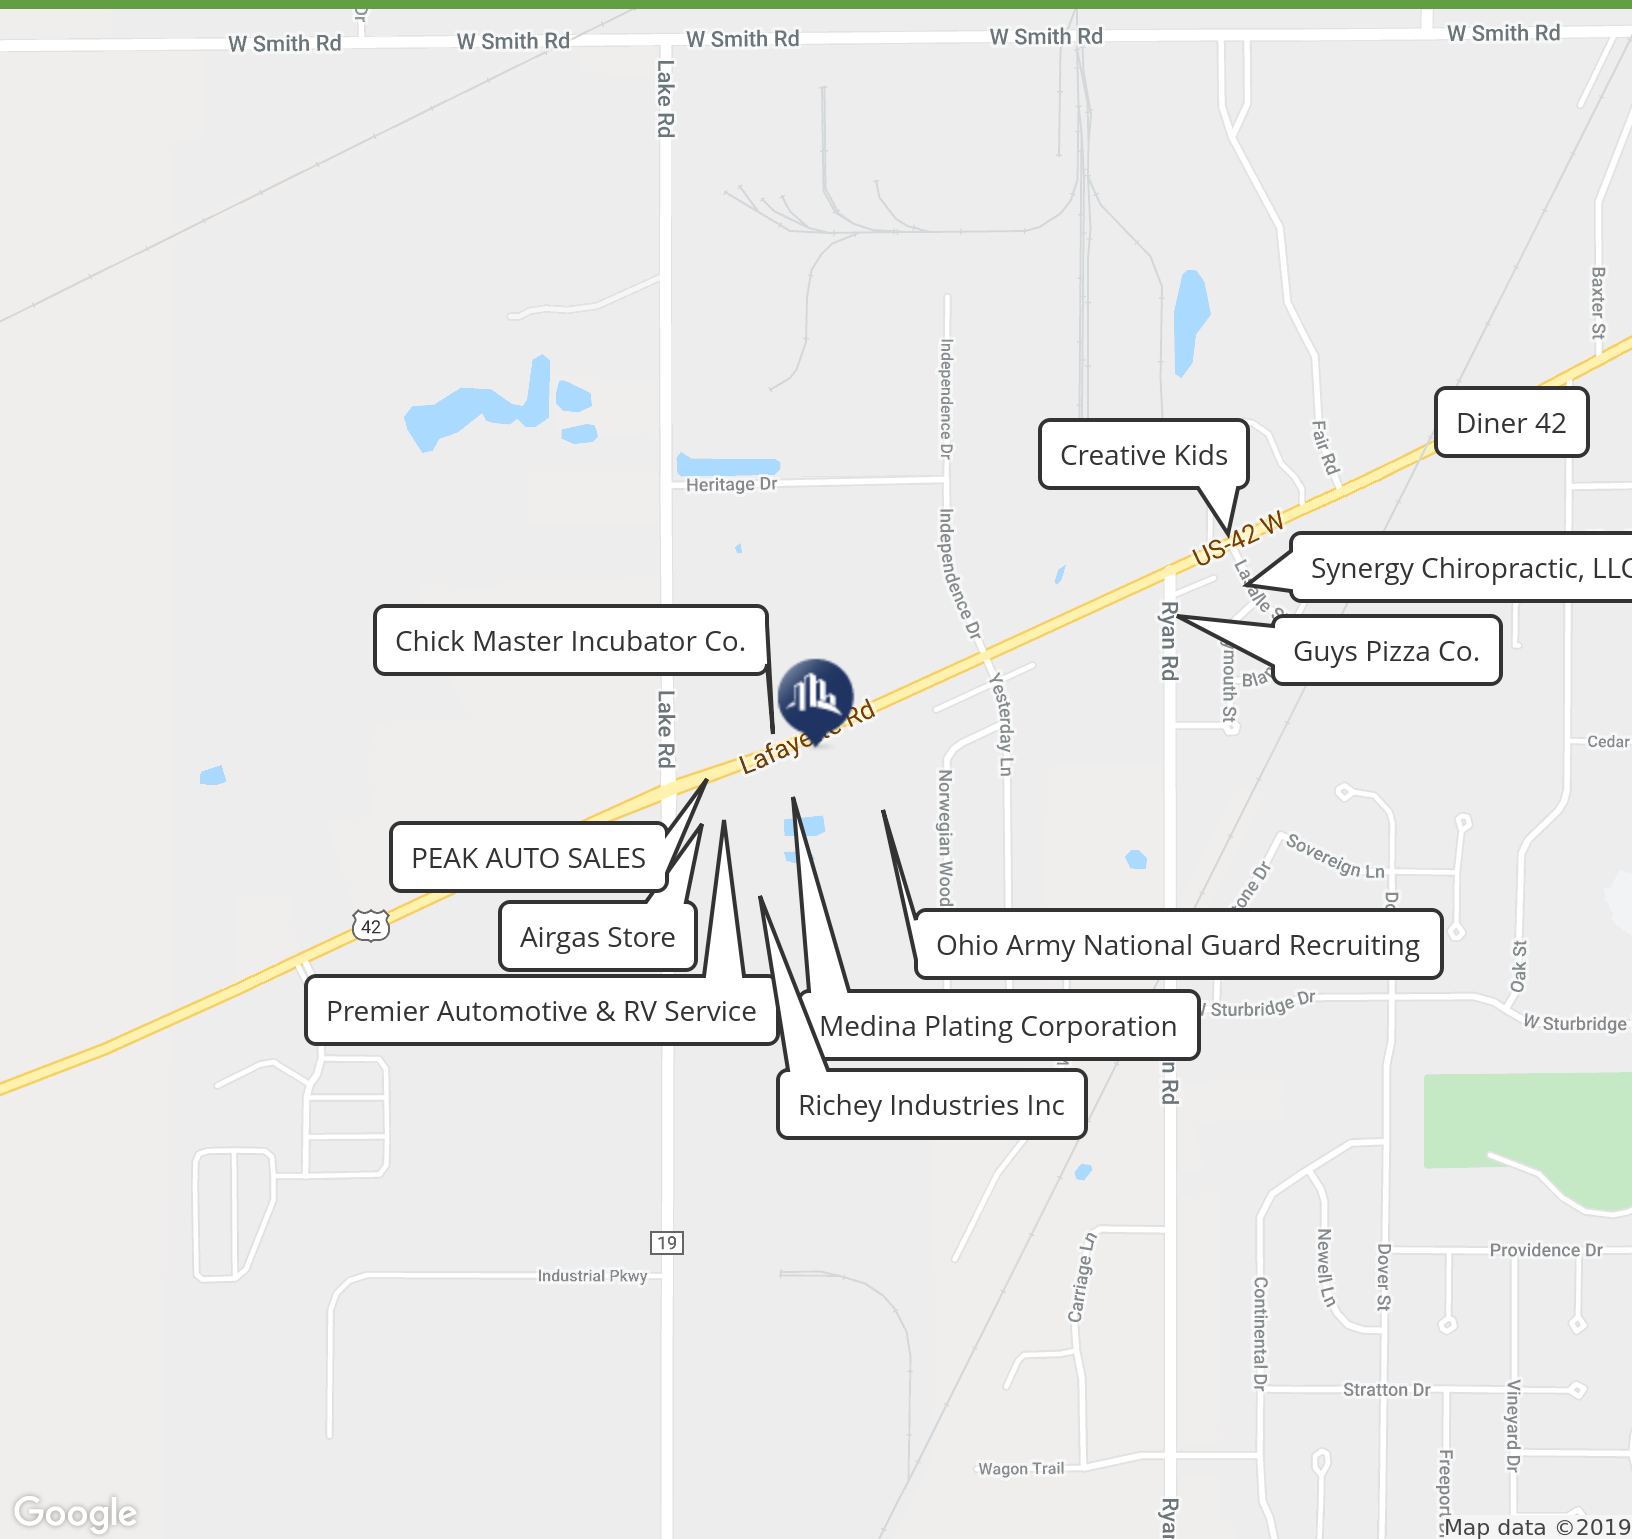 Dr
W Smith Rd
W Smith Rd
W Smith Rd
W Smith Rd
W Smith Rd
Lake Rd
Baxter St
Independence Dr
Fair Rd
Diner 42
Creative Kids
Heritage Dr
Independence Dr
US-42 W
Synergy Chiropractic, LLC
Ryan Rd
Guys Pizza Co.
Chick Master Incubator Co.
Yesterday Ln
Lake Rd
Lafayette Rd
Cedar
Norwegian Wood
Sovereign Ln
PEAK AUTO SALES
42
Airgas Store
Ohio Army National Guard Recruiting
Oak St
Premier Automotive & RV Service
Medina Plating Corporation
W Sturbridge Dr
W Sturbridge
Richey Industries Inc
19
Industrial Pkwy
Carriage Ln
Newell Ln
Dover St
Providence Dr
Continental Dr
Stratton Dr
Vineyard Dr
Wagon Trail
Freeport Dr
Google
Map data ©2019